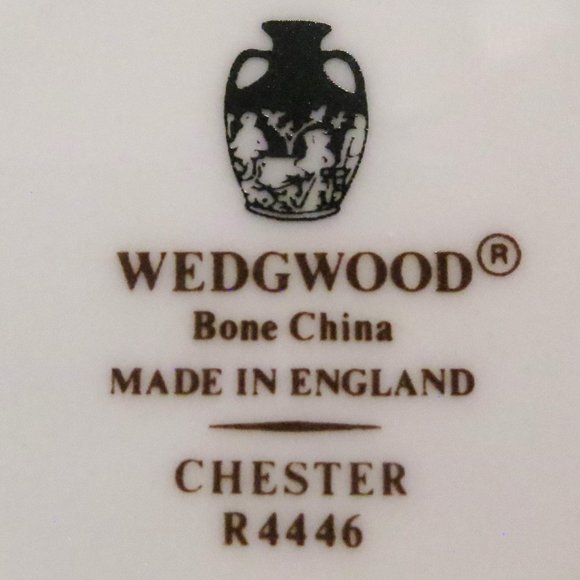 WEDGWOOD®
Bone China
MADE IN ENGLAND
CHESTER
R4446